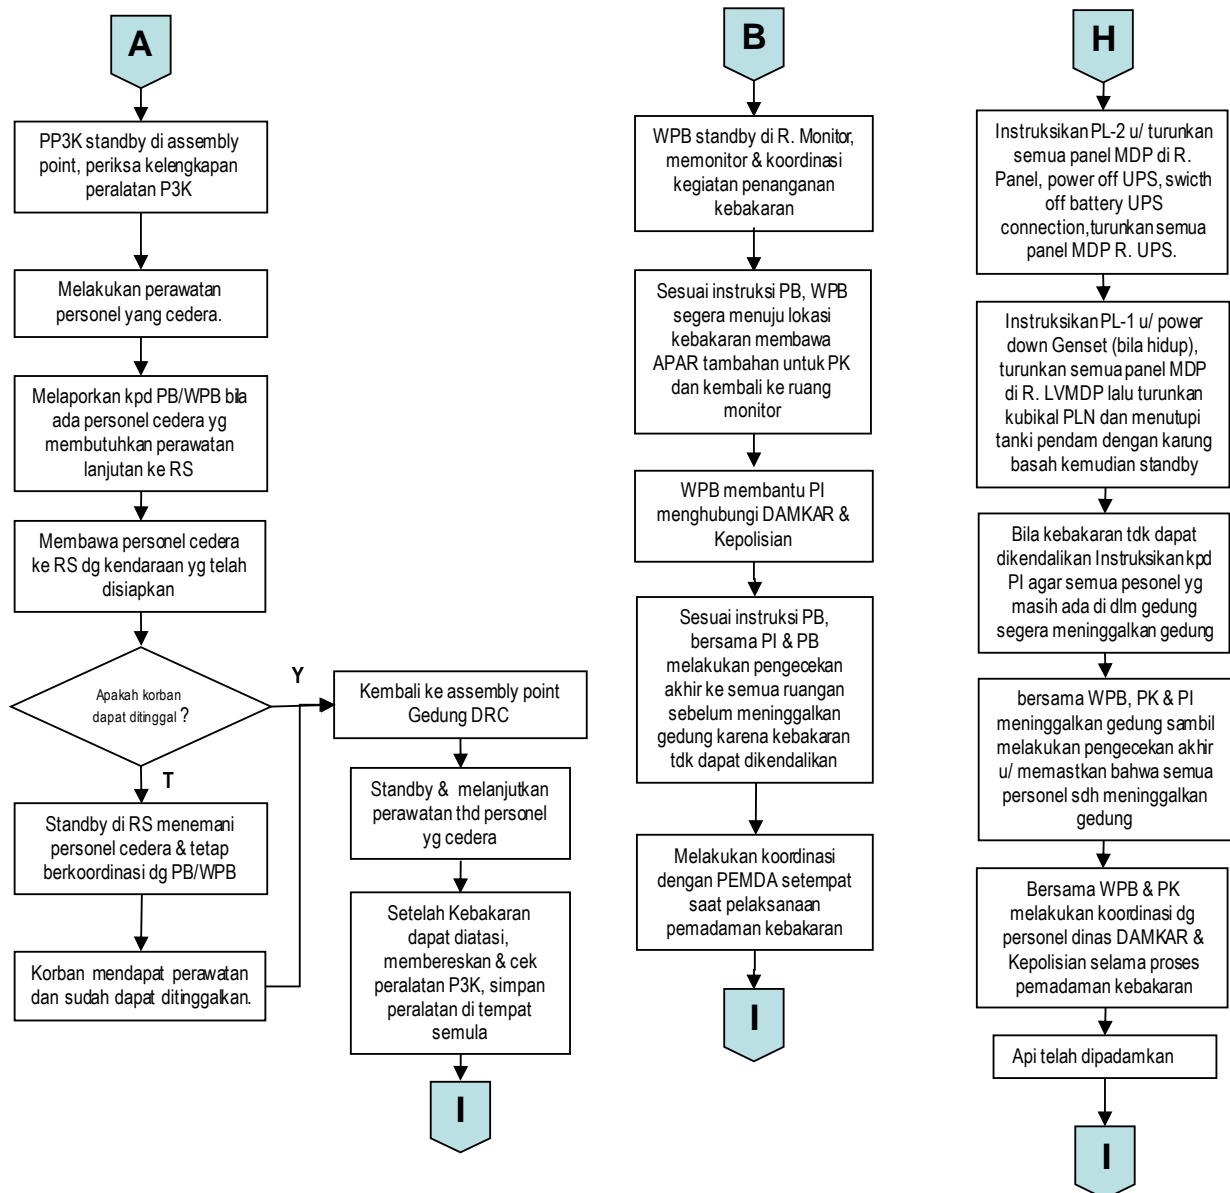 A
PP3K standby di assembly
point, periksa kelengkapan
peralatan P3K
Melakukan perawatan
personel yang cedera.
Melaporkan kpd PB/WPB bila
ada personel cedera yg
membutuhkan perawatan
lanjutan ke RS
Membawa personel cedera
ke RS dg kendaraan yg telah
disiapkan
Apakah korban
dapat ditinggal ?
Y
T
Standby di RS menemani
personel cedera & tetap
berkoordinasi dg PB/WPB
Korban mendapat perawatan
dan sudah dapat ditinggalkan.
Kembali ke assembly point
Gedung DRC
Standby & melanjutkan
perawatan thd personel
yg cedera
Setelah Kebakaran
dapat diatasi,
membereskan & cek
peralatan P3K, simpan
peralatan di tempat
semula
I
B
WPB standby di R. Monitor,
memonitor & koordinasi
kegiatan penanganan
kebakaran
Sesuai instruksi PB, WPB
segera menuju lokasi
kebakaran membawa
APAR tambahan untuk PK
dan kembali ke ruang
monitor
WPB membantu PI
menghubungi DAMKAR &
Kepolisian
Sesuai instruksi PB,
bersama PI & PB
melakukan pengecekan
akhir ke semua ruangan
sebelum meninggalkan
gedung karena kebakaran
tdk dapat dikendalikan
Melakukan koordinasi
dengan PEMDA setempat
saat pelaksanaan
pemadaman kebakaran
I
H
Instruksikan PL-2 u/ turunkan
semua panel MDP di R.
Panel, power off UPS, swicth
off battery UPS
connection,turunkan semua
panel MDP R. UPS.
Instruksikan PL-1 u/ power
down Genset (bila hidup),
turunkan semua panel MDP
di R. LVMDP lalu turunkan
kubikal PLN dan menutupi
tanki pendam dengan karung
basah kemudian standby
Bila kebakaran tdk dapat
dikendalikan Instruksikan kpd
PI agar semua pesonel yg
masih ada di dlm gedung
segera meninggalkan gedung
bersama WPB, PK & PI
meninggalkan gedung sambil
melakukan pengecekan akhir
u/ memastkan bahwa semua
personel sdh meninggalkan
gedung
Bersama WPB & PK
melakukan koordinasi dg
personel dinas DAMKAR &
Kepolisian selama proses
pemadaman kebakaran
Api telah dipadamkan
I